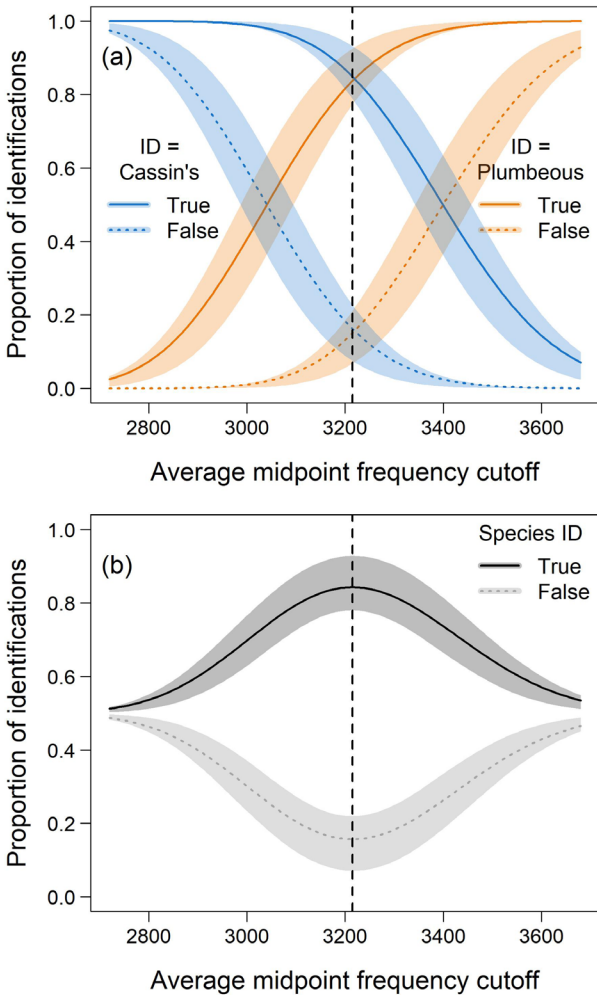 1.0
0.8
0.6
0.4
0.2
0.0
Proportion of identifications
(a)
ID =
Cassin's
True
False
ID =
Plumbeous
True
False
2800 3000 3200 3400 3600
Average midpoint frequency cutoff
1.0
0.8
0.6
0.4
0.2
0.0
Proportion of identifications
(b)
Species ID
True
False
2800 3000 3200 3400 3600
Average midpoint frequency cutoff